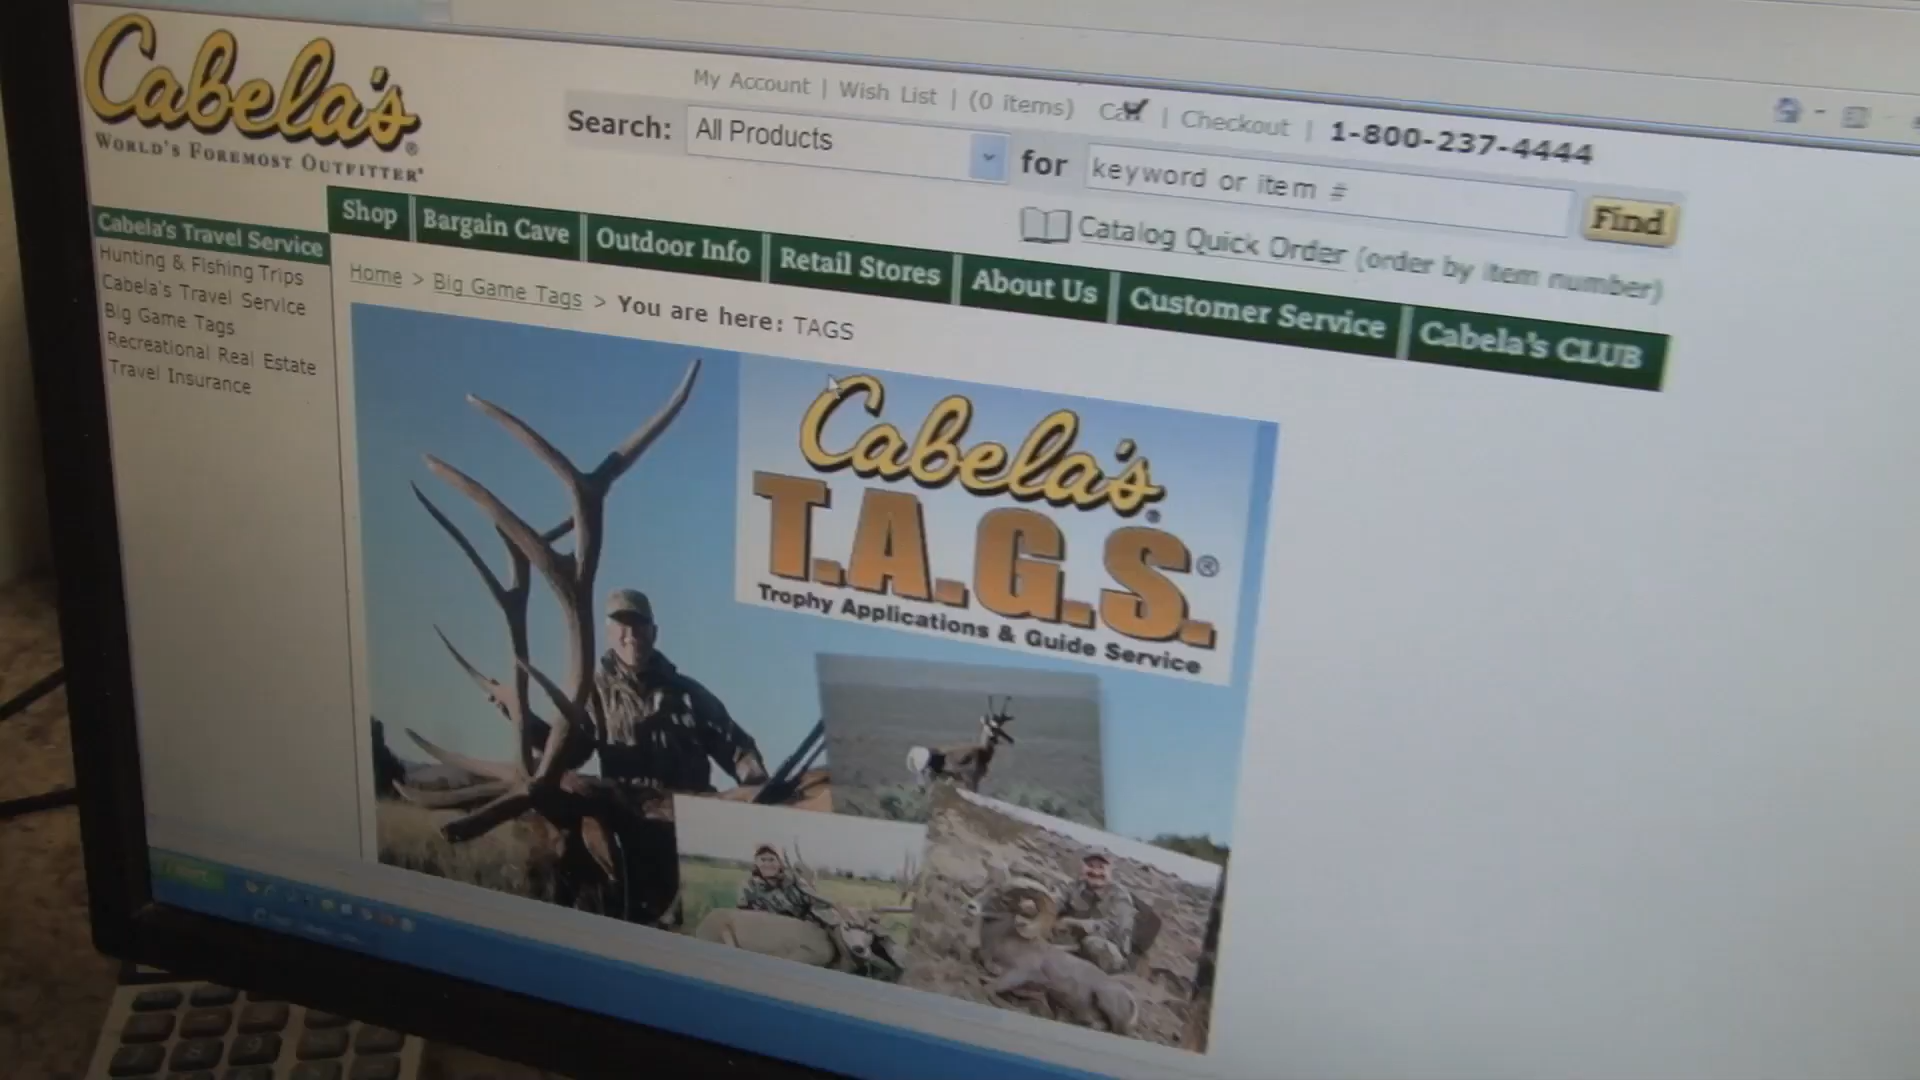 Cabela's®
WORLD'S FOREMOST OUTFITTER®
My Account | Wish List | (0 items) Cart | Checkout | 1-800-237-4444
Search: All Products for keyword or item # Find
Catalog Quick Order (order by item number)
Shop Bargain Cave Outdoor Info Retail Stores About Us Customer Service Cabela's CLUB
Cabela's Travel Service
Hunting & Fishing Trips
Cabela's Travel Service
Big Game Tags
Recreational Real Estate
Travel Insurance
Home > Big Game Tags > You are here: TAGS
Cabela's®
T.A.G.S.®
Trophy Applications & Guide Service